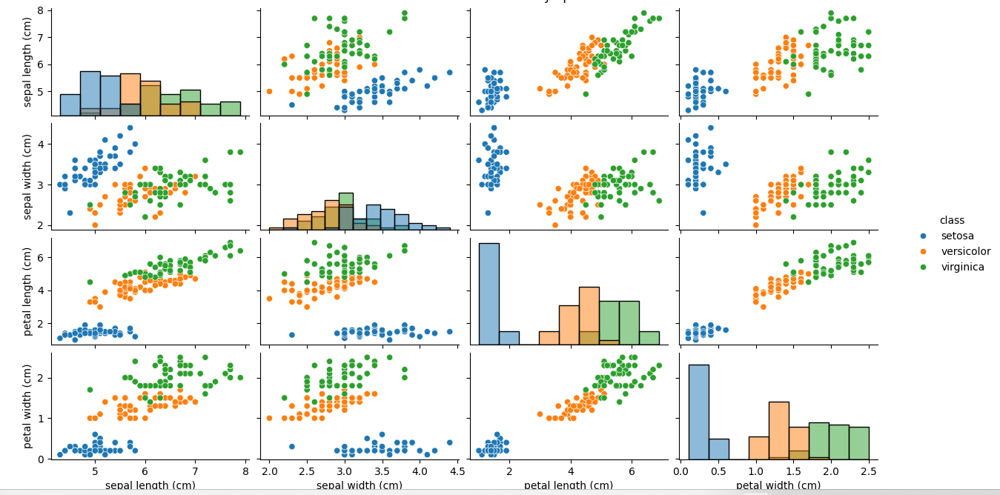 8
7
6
5
sepal length (cm)
4
3
2
sepal width (cm)
6
4
2
petal length (cm)
2
1
0
petal width (cm)
5 6 7 8
sepal length (cm)
2.0 2.5 3.0 3.5 4.0 4.5
sepal width (cm)
2 4 6
petal length (cm)
0.0 0.5 1.0 1.5 2.0 2.5
petal width (cm)
class
setosa
versicolor
virginica